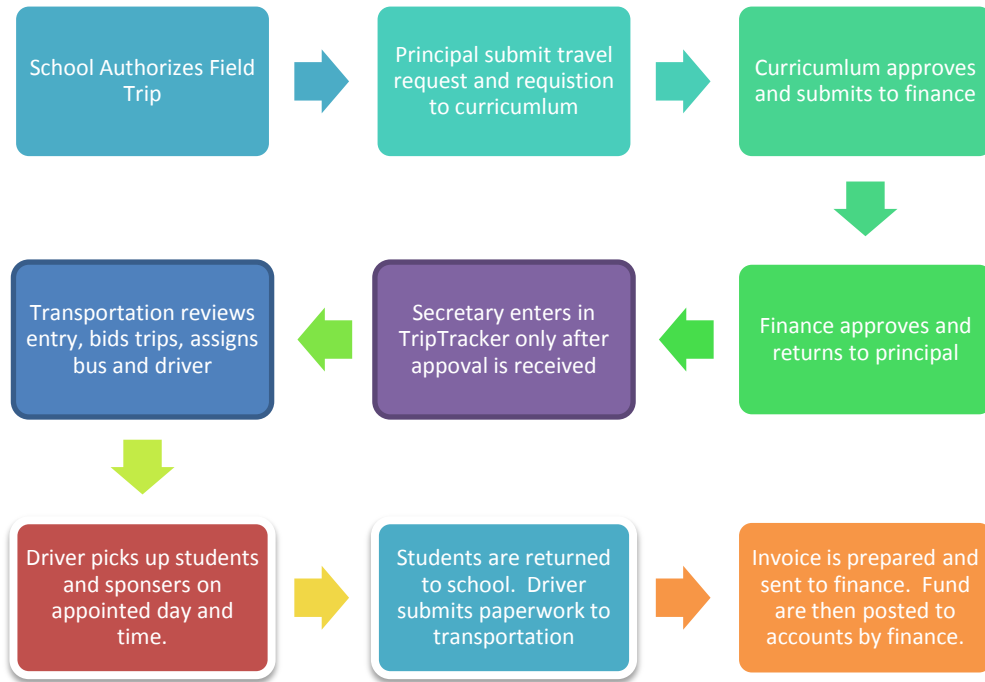 School Authorizes Field
Trip
Principal submit travel
request and requistion
to curricumlum
Curricumlum approves
and submits to finance
Finance approves and
returns to principal
Secretary enters in
TripTracker only after
appoval is received
Transportation reviews
entry, bids trips, assigns
bus and driver
Driver picks up students
and sponsers on
appointed day and
time.
Students are returned
to school.  Driver
submits paperwork to
transportation
Invoice is prepared and
sent to finance.  Fund
are then posted to
accounts by finance.